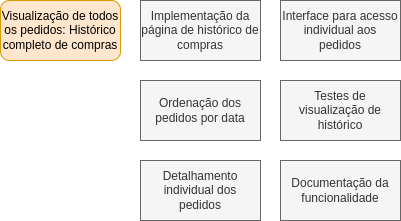 Visualização de todos
os pedidos: Histórico
completo de compras
Implementação da
página de histórico de
compras
Interface para acesso
individual aos
pedidos
Ordenação dos
pedidos por data
Testes de
visualização de
histórico
Detalhamento
individual dos
pedidos
Documentação da
funcionalidade